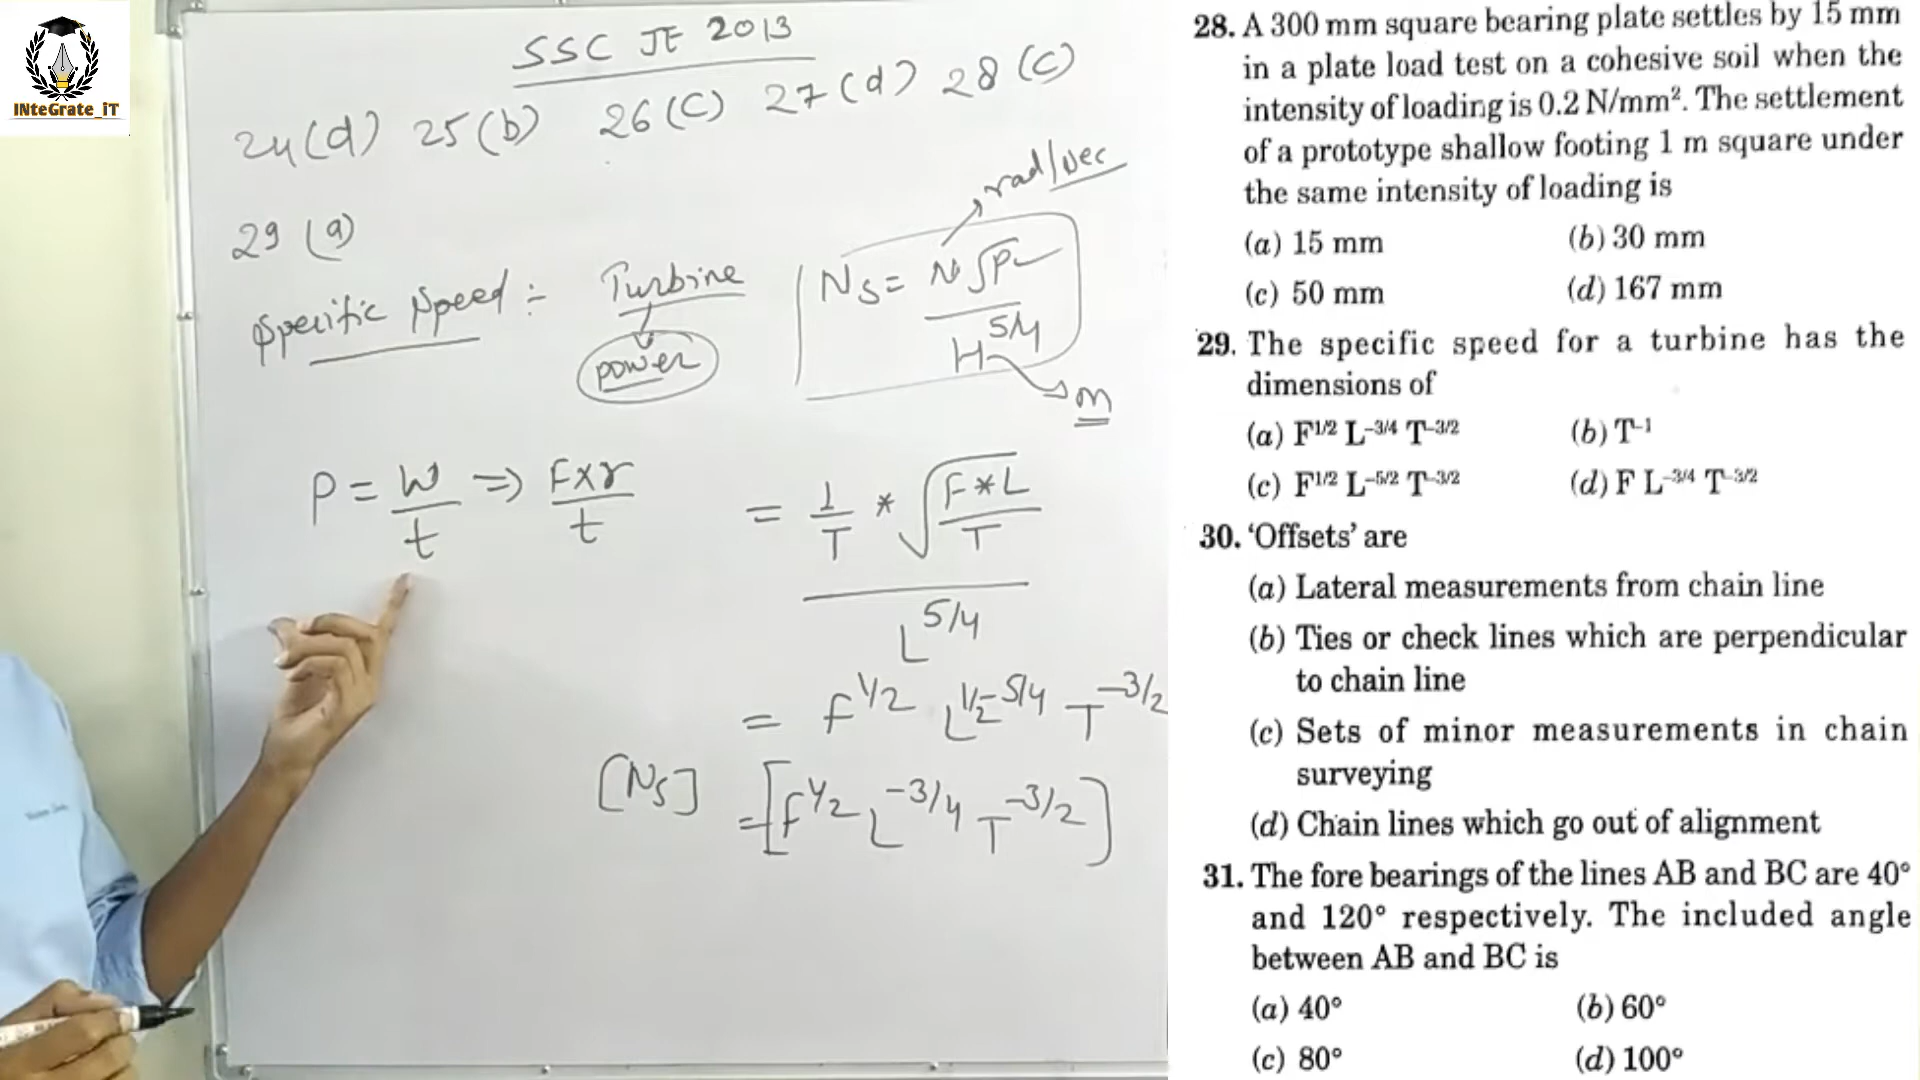 INteGrate_iT
SSC JE 2013
24(d) 25(b) 26(C) 27(d) 28(C)
29(a)
Specific Speed :- Turbine
power
Ns = N√P / H^5/4
rad/sec
m
P = W/t => F×r/t
= 1/T * √(F*L/T)
L^5/4
= F^1/2 L^1/2-5/4 T^-3/2
[Ns] = [F^1/2 L^-3/4 T^-3/2]
28. A 300 mm square bearing plate settles by 15 mm
in a plate load test on a cohesive soil when the
intensity of loading is 0.2 N/mm². The settlement
of a prototype shallow footing 1 m square under
the same intensity of loading is
(a) 15 mm (b) 30 mm
(c) 50 mm (d) 167 mm
29. The specific speed for a turbine has the
dimensions of
(a) F^1/2 L^-3/4 T^-3/2 (b) T^-1
(c) F^1/2 L^-5/2 T^-3/2 (d) F L^-3/4 T^-3/2
30. 'Offsets' are
(a) Lateral measurements from chain line
(b) Ties or check lines which are perpendicular
to chain line
(c) Sets of minor measurements in chain
surveying
(d) Chain lines which go out of alignment
31. The fore bearings of the lines AB and BC are 40°
and 120° respectively. The included angle
between AB and BC is
(a) 40° (b) 60°
(c) 80° (d) 100°